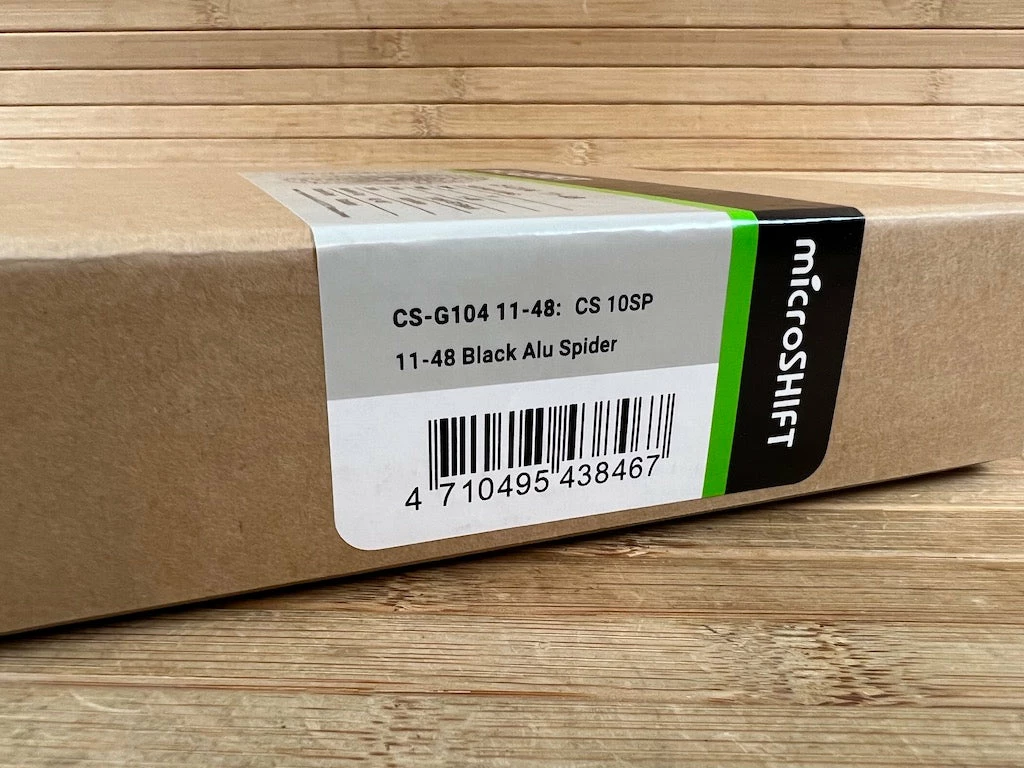 CS-G104 11-48: CS 10SP
11-48 Black Alu Spider
4 710495 438467
microSHIFT